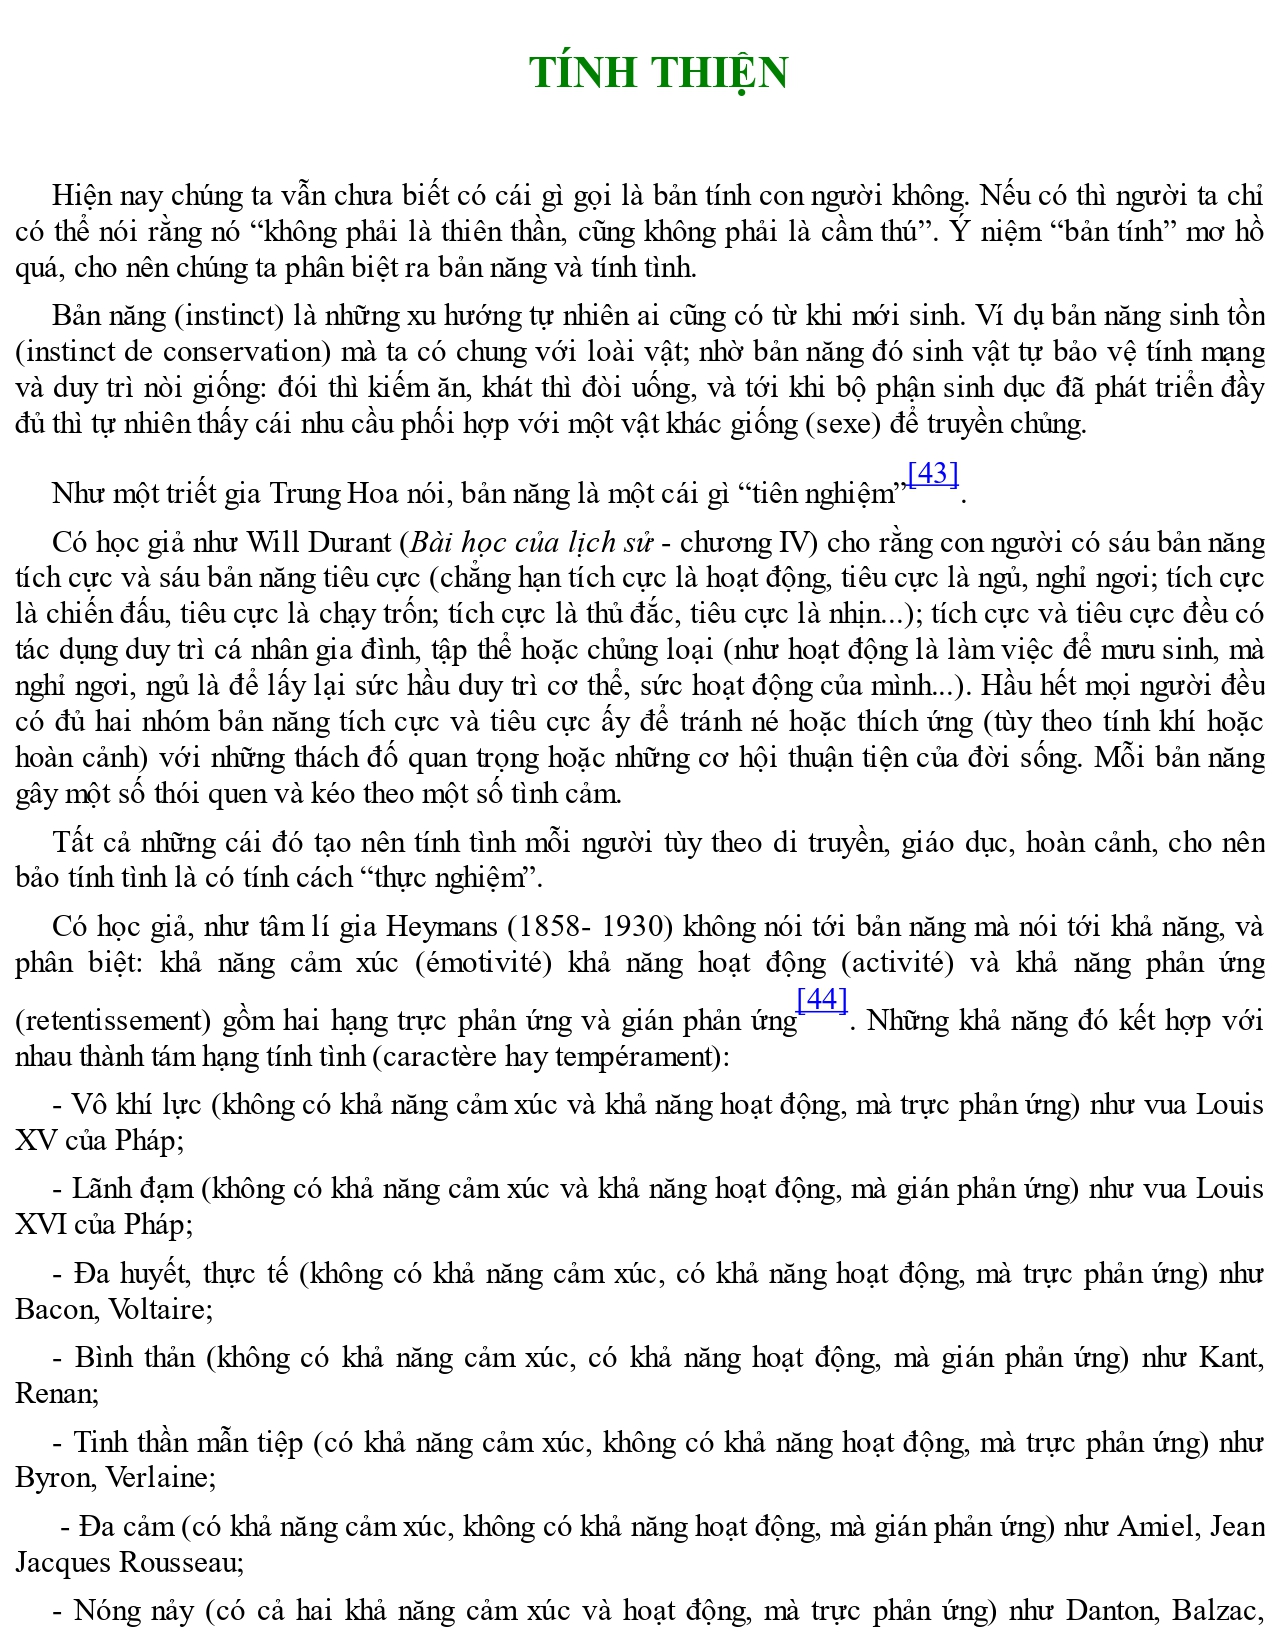 TÍNH THIỆN
Hiện nay chúng ta vẫn chưa biết có cái gì gọi là bản tính con người không. Nếu có thì người ta chỉ
có thể nói rằng nó “không phải là thiên thần, cũng không phải là cầm thú”. Ý niệm “bản tính” mơ hồ
quá, cho nên chúng ta phân biệt ra bản năng và tính tình.
Bản năng (instinct) là những xu hướng tự nhiên ai cũng có từ khi mới sinh. Ví dụ bản năng sinh tồn
(instinct de conservation) mà ta có chung với loài vật; nhờ bản năng đó sinh vật tự bảo vệ tính mạng
và duy trì nòi giống: đói thì kiếm ăn, khát thì đòi uống, và tới khi bộ phận sinh dục đã phát triển đầy
đủ thì tự nhiên thấy cái nhu cầu phối hợp với một vật khác giống (sexe) để truyền chủng.
Như một triết gia Trung Hoa nói, bản năng là một cái gì “tiên nghiệm”[43].
Có học giả như Will Durant (Bài học của lịch sử - chương IV) cho rằng con người có sáu bản năng
tích cực và sáu bản năng tiêu cực (chẳng hạn tích cực là hoạt động, tiêu cực là ngủ, nghỉ ngơi; tích cực
là chiến đấu, tiêu cực là chạy trốn; tích cực là thủ đắc, tiêu cực là nhịn...); tích cực và tiêu cực đều có
tác dụng duy trì cá nhân gia đình, tập thể hoặc chủng loại (như hoạt động là làm việc để mưu sinh, mà
nghỉ ngơi, ngủ là để lấy lại sức hầu duy trì cơ thể, sức hoạt động của mình...). Hầu hết mọi người đều
có đủ hai nhóm bản năng tích cực và tiêu cực ấy để tránh né hoặc thích ứng (tùy theo tính khí hoặc
hoàn cảnh) với những thách đố quan trọng hoặc những cơ hội thuận tiện của đời sống. Mỗi bản năng
gây một số thói quen và kéo theo một số tình cảm.
Tất cả những cái đó tạo nên tính tình mỗi người tùy theo di truyền, giáo dục, hoàn cảnh, cho nên
bảo tính tình là có tính cách “thực nghiệm”.
Có học giả, như tâm lí gia Heymans (1858- 1930) không nói tới bản năng mà nói tới khả năng, và
phân biệt: khả năng cảm xúc (émotivité) khả năng hoạt động (activité) và khả năng phản ứng
(retentissement) gồm hai hạng trực phản ứng và gián phản ứng[44]. Những khả năng đó kết hợp với
nhau thành tám hạng tính tình (caractère hay tempérament):
- Vô khí lực (không có khả năng cảm xúc và khả năng hoạt động, mà trực phản ứng) như vua Louis
XV của Pháp;
- Lãnh đạm (không có khả năng cảm xúc và khả năng hoạt động, mà gián phản ứng) như vua Louis
XVI của Pháp;
- Đa huyết, thực tế (không có khả năng cảm xúc, có khả năng hoạt động, mà trực phản ứng) như
Bacon, Voltaire;
- Bình thản (không có khả năng cảm xúc, có khả năng hoạt động, mà gián phản ứng) như Kant,
Renan;
- Tinh thần mẫn tiệp (có khả năng cảm xúc, không có khả năng hoạt động, mà trực phản ứng) như
Byron, Verlaine;
- Đa cảm (có khả năng cảm xúc, không có khả năng hoạt động, mà gián phản ứng) như Amiel, Jean
Jacques Rousseau;
- Nóng nảy (có cả hai khả năng cảm xúc và hoạt động, mà trực phản ứng) như Danton, Balzac,